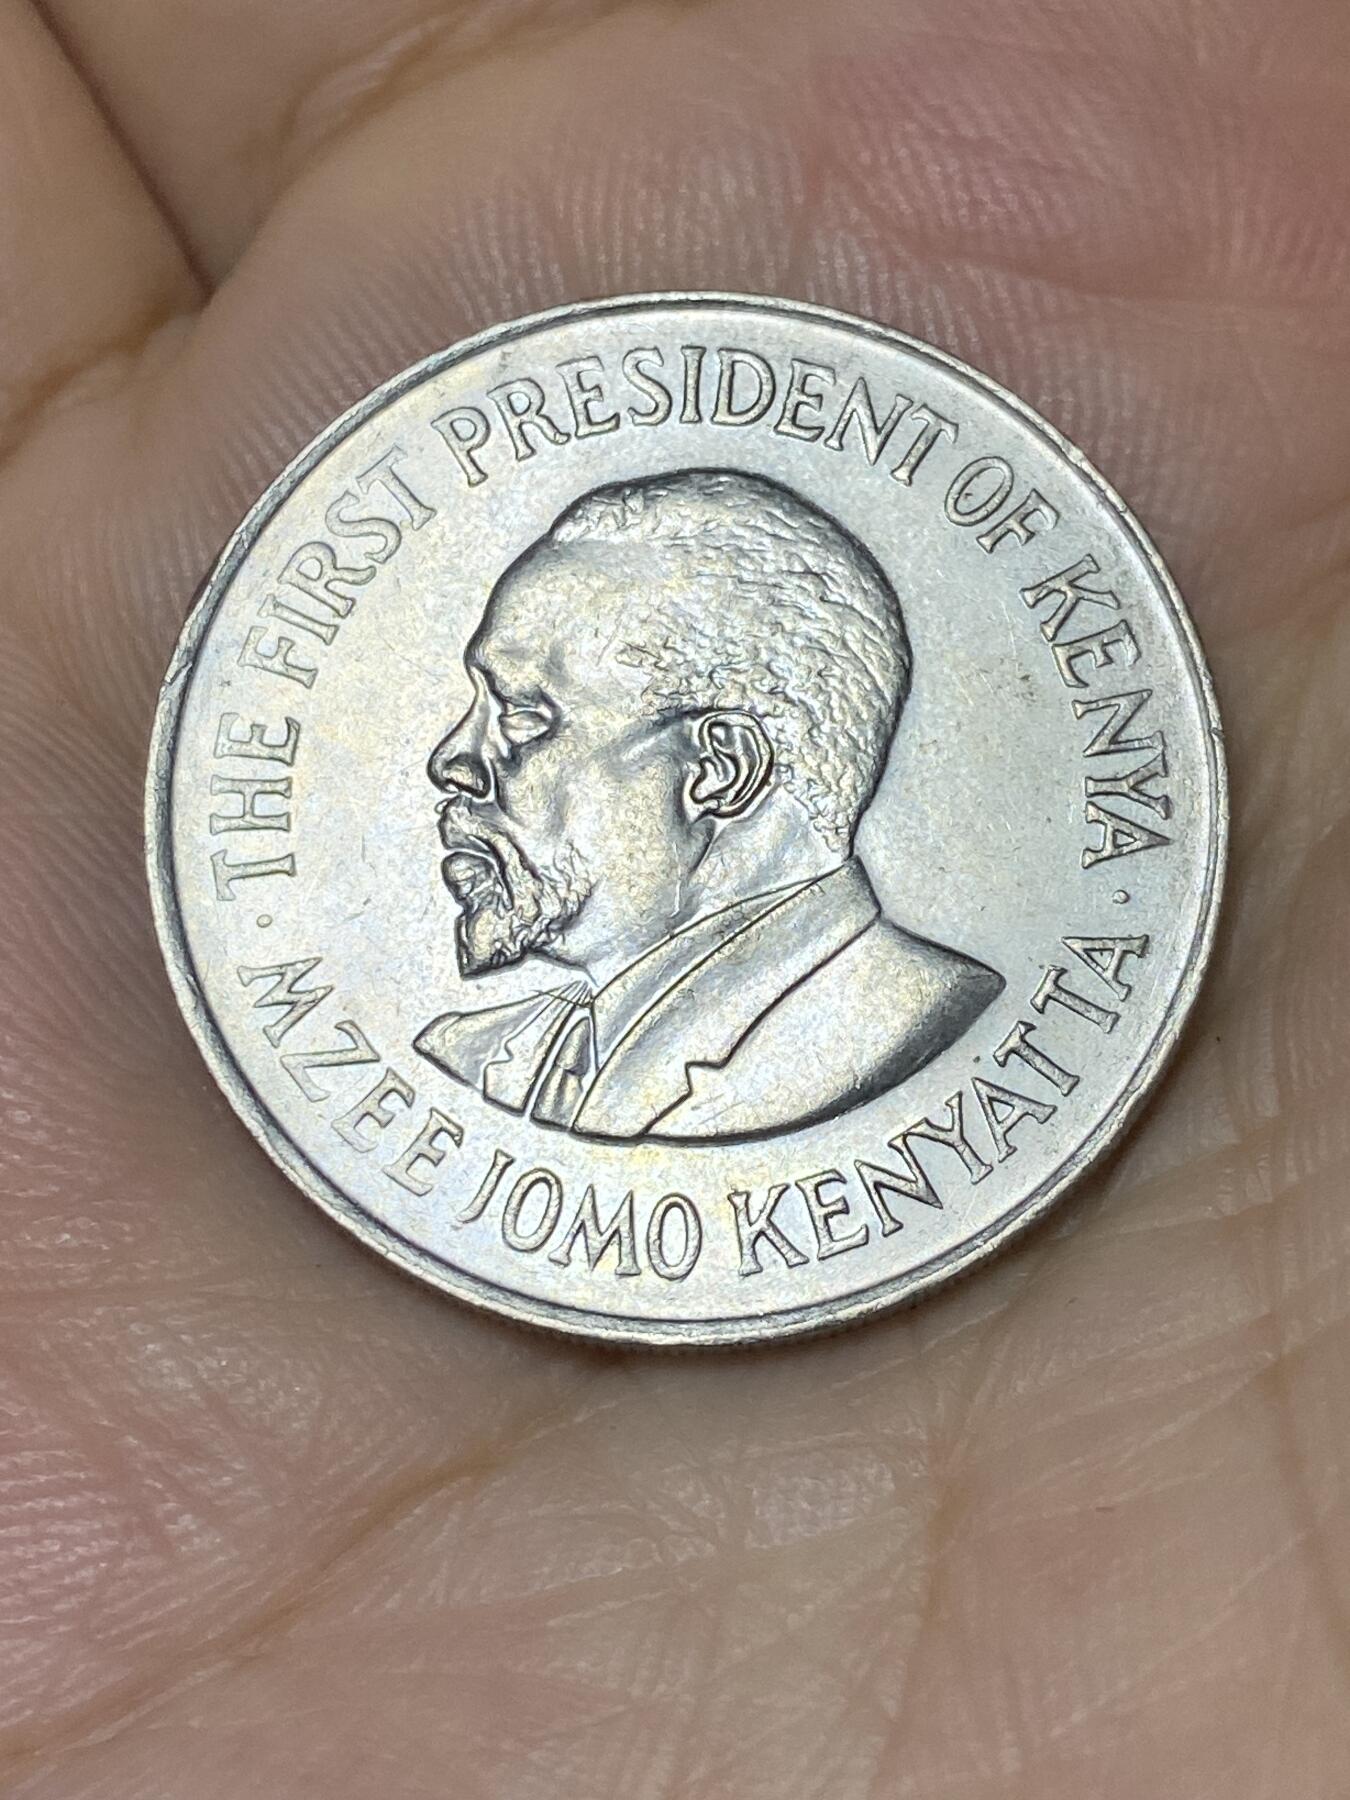 · THE FIRST PRESIDENT OF KENYA ·
MZEE JOMO KENYATTA